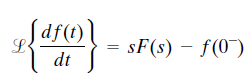 ℒ{df(t)/dt} = sF(s) − f(0⁻)